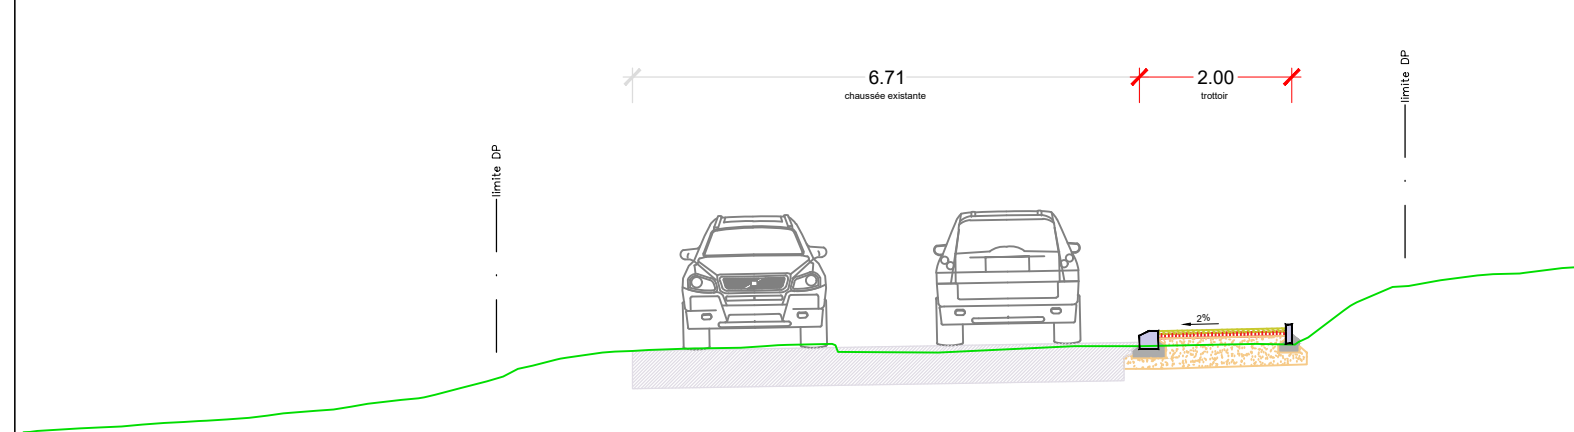 limite DP
6.71
chaussée existante
2.00
trottoir
limite DP
2%